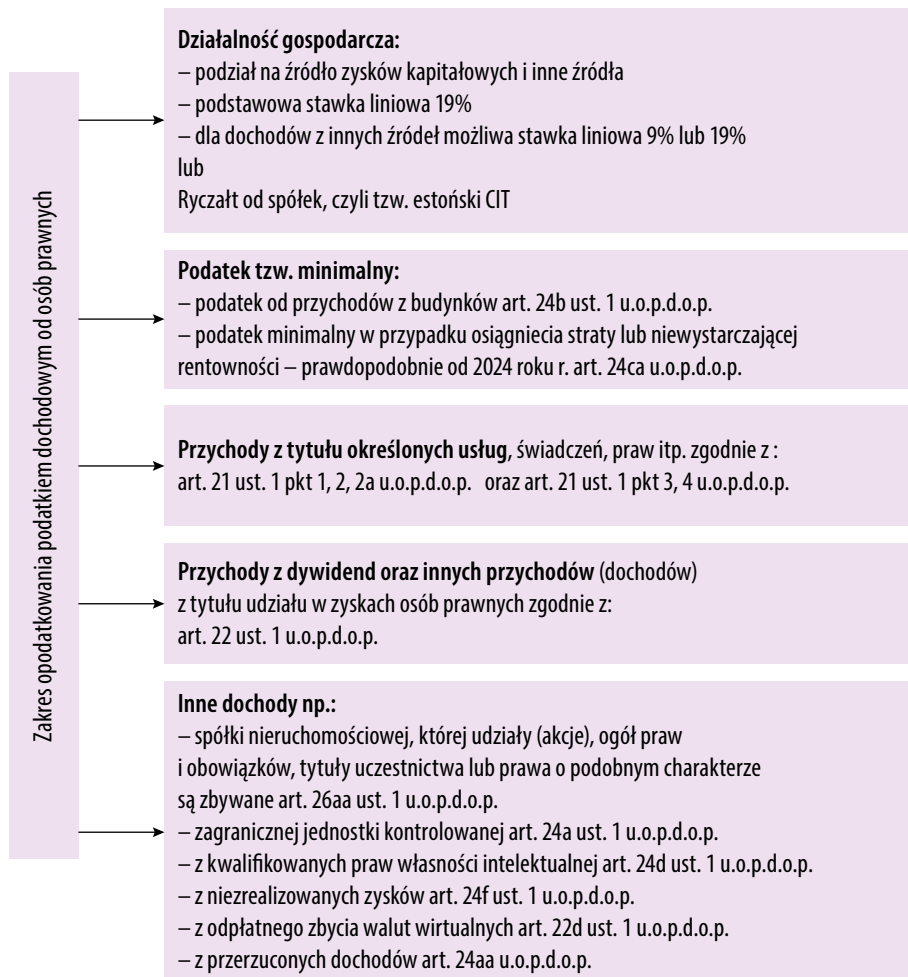 Zakres opodatkowania podatkiem dochodowym od osób prawnych
Działalność gospodarcza:
– podział na źródło zysków kapitałowych i inne źródła
– podstawowa stawka liniowa 19%
– dla dochodów z innych źródeł możliwa stawka liniowa 9% lub 19%
lub
Ryczałt od spółek, czyli tzw. estoński CIT
Podatek tzw. minimalny:
– podatek od przychodów z budynków art. 24b ust. 1 u.o.p.d.o.p.
– podatek minimalny w przypadku osiągniecia straty lub niewystarczającej
rentowności – prawdopodobnie od 2024 roku r. art. 24ca u.o.p.d.o.p.
Przychody z tytułu określonych usług, świadczeń, praw itp. zgodnie z :
art. 21 ust. 1 pkt 1, 2, 2a u.o.p.d.o.p. oraz art. 21 ust. 1 pkt 3, 4 u.o.p.d.o.p.
Przychody z dywidend oraz innych przychodów (dochodów)
z tytułu udziału w zyskach osób prawnych zgodnie z:
art. 22 ust. 1 u.o.p.d.o.p.
Inne dochody np.:
– spółki nieruchomościowej, której udziały (akcje), ogół praw
i obowiązków, tytuły uczestnictwa lub prawa o podobnym charakterze
są zbywane art. 26aa ust. 1 u.o.p.d.o.p.
– zagranicznej jednostki kontrolowanej art. 24a ust. 1 u.o.p.d.o.p.
– z kwalifikowanych praw własności intelektualnej art. 24d ust. 1 u.o.p.d.o.p.
– z niezrealizowanych zysków art. 24f ust. 1 u.o.p.d.o.p.
– z odpłatnego zbycia walut wirtualnych art. 22d ust. 1 u.o.p.d.o.p.
– z przerzuconych dochodów art. 24aa u.o.p.d.o.p.